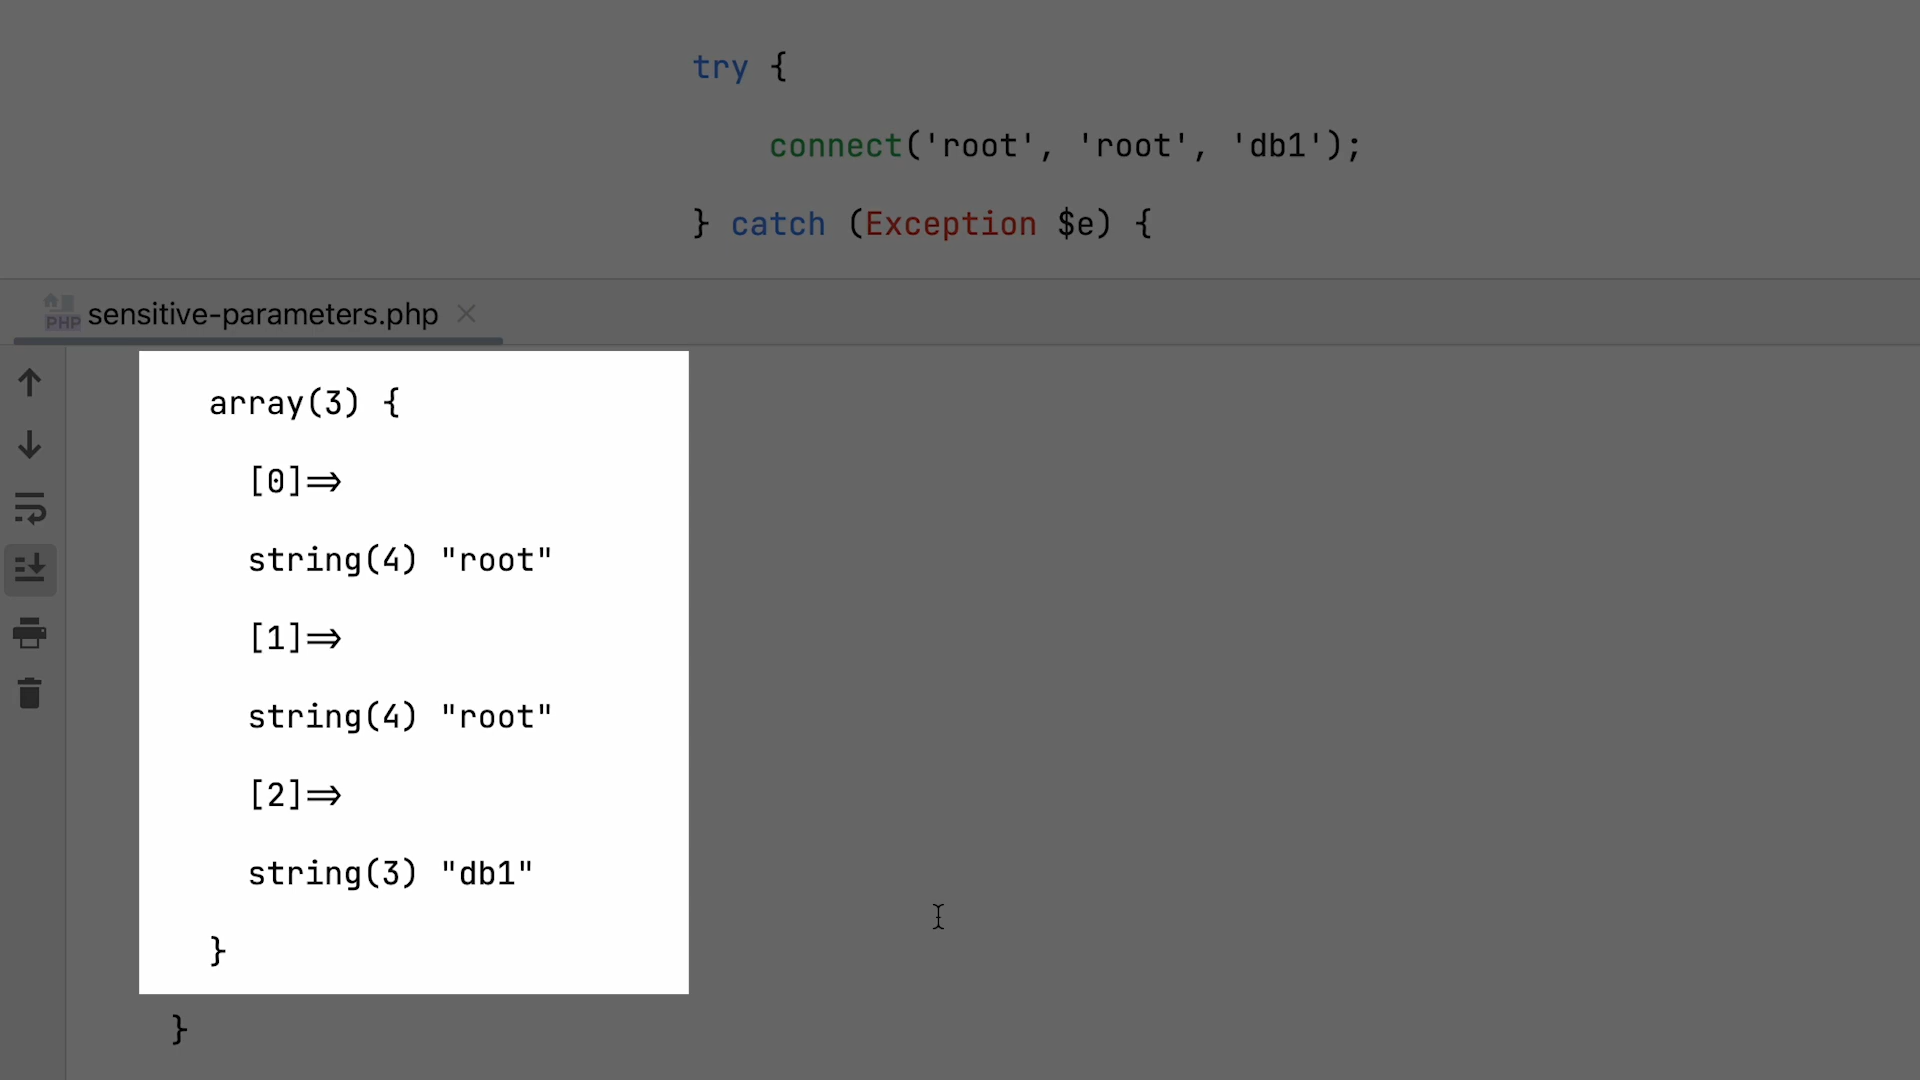 try {
connect('root', 'root', 'db1');
} catch (Exception $e) {
PHP sensitive-parameters.php
array(3) {
[0]=>
string(4) "root"
[1]=>
string(4) "root"
[2]=>
string(3) "db1"
}
}